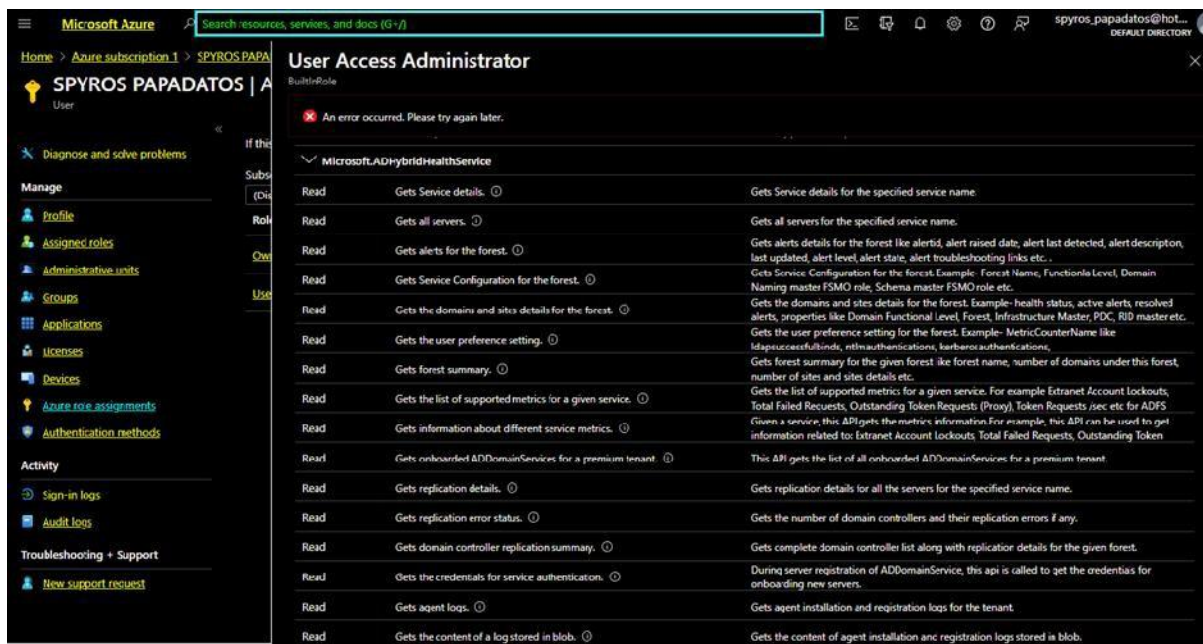 Microsoft Azure
Search resources, services, and docs (G+/)
spyros_papadatos@hot...
DEFAULT DIRECTORY
Home > Azure subscription 1 > SPYROS PAPA
SPYROS PAPADATOS | A
User
Diagnose and solve problems
Manage
Profile
Assigned roles
Administrative units
Groups
Applications
Licenses
Devices
Azure role assignments
Authentication methods
Activity
Sign-in logs
Audit logs
Troubleshooting + Support
New support request
If this
Subs
(Dis
Role
Own
Use
User Access Administrator
BuiltInRole
An error occurred. Please try again later.
Microsoft.ADHybridHealthService
Read Gets Service details. Gets Service details for the specified service name.
Read Gets all servers. Gets all servers for the specified service name.
Read Gets alerts for the forest. Gets alerts details for the forest like alertid, alert raised date, alert last detected, alert description,
last updated, alert level, alert state, alert troubleshooting links etc. .
Read Gets Service Configuration for the forest. Gets Service Configuration for the forest. Example- Forest Name, Functional Level, Domain
Naming master FSMO role, Schema master FSMO role etc.
Read Gets the domains and sites details for the forest. Gets the domains and sites details for the forest. Example- health status, active alerts, resolved
alerts, properties like Domain Functional Level, Forest, Infrastructure Master, PDC, RID master etc.
Read Gets the user preference setting. Gets the user preference setting for the forest. Example- MetricCounterName like
ldapsuccessfulbinds, ntlmauthentications, kerberosauthentications,
Read Gets forest summary. Gets forest summary for the given forest like forest name, number of domains under this forest,
number of sites and sites details etc.
Read Gets the list of supported metrics for a given service. Gets the list of supported metrics for a given service. For example Extranet Account Lockouts,
Total Failed Requests, Outstanding Token Requests (Proxy), Token Requests /sec etc for ADFS
Read Gets information about different service metrics. Given a service, this API gets the metrics information.For example, this API can be used to get
information related to: Extranet Account Lockouts, Total Failed Requests, Outstanding Token
Read Gets onboarded ADDomainServices for a premium tenant. This API gets the list of all onboarded ADDomainServices for a premium tenant
Read Gets replication details. Gets replication details for all the servers for the specified service name.
Read Gets replication error status. Gets the number of domain controllers and their replication errors if any.
Read Gets domain controller replication summary. Gets complete domain controller list along with replication details for the given forest.
Read Gets the credentials for service authentication. During server registration of ADDomainService, this api is called to get the credentias for
onboarding new servers.
Read Gets agent logs. Gets agent installation and registration logs for the tenant.
Read Gets the content of a log stored in blob. Gets the content of agent installation and registration logs stored in blob.